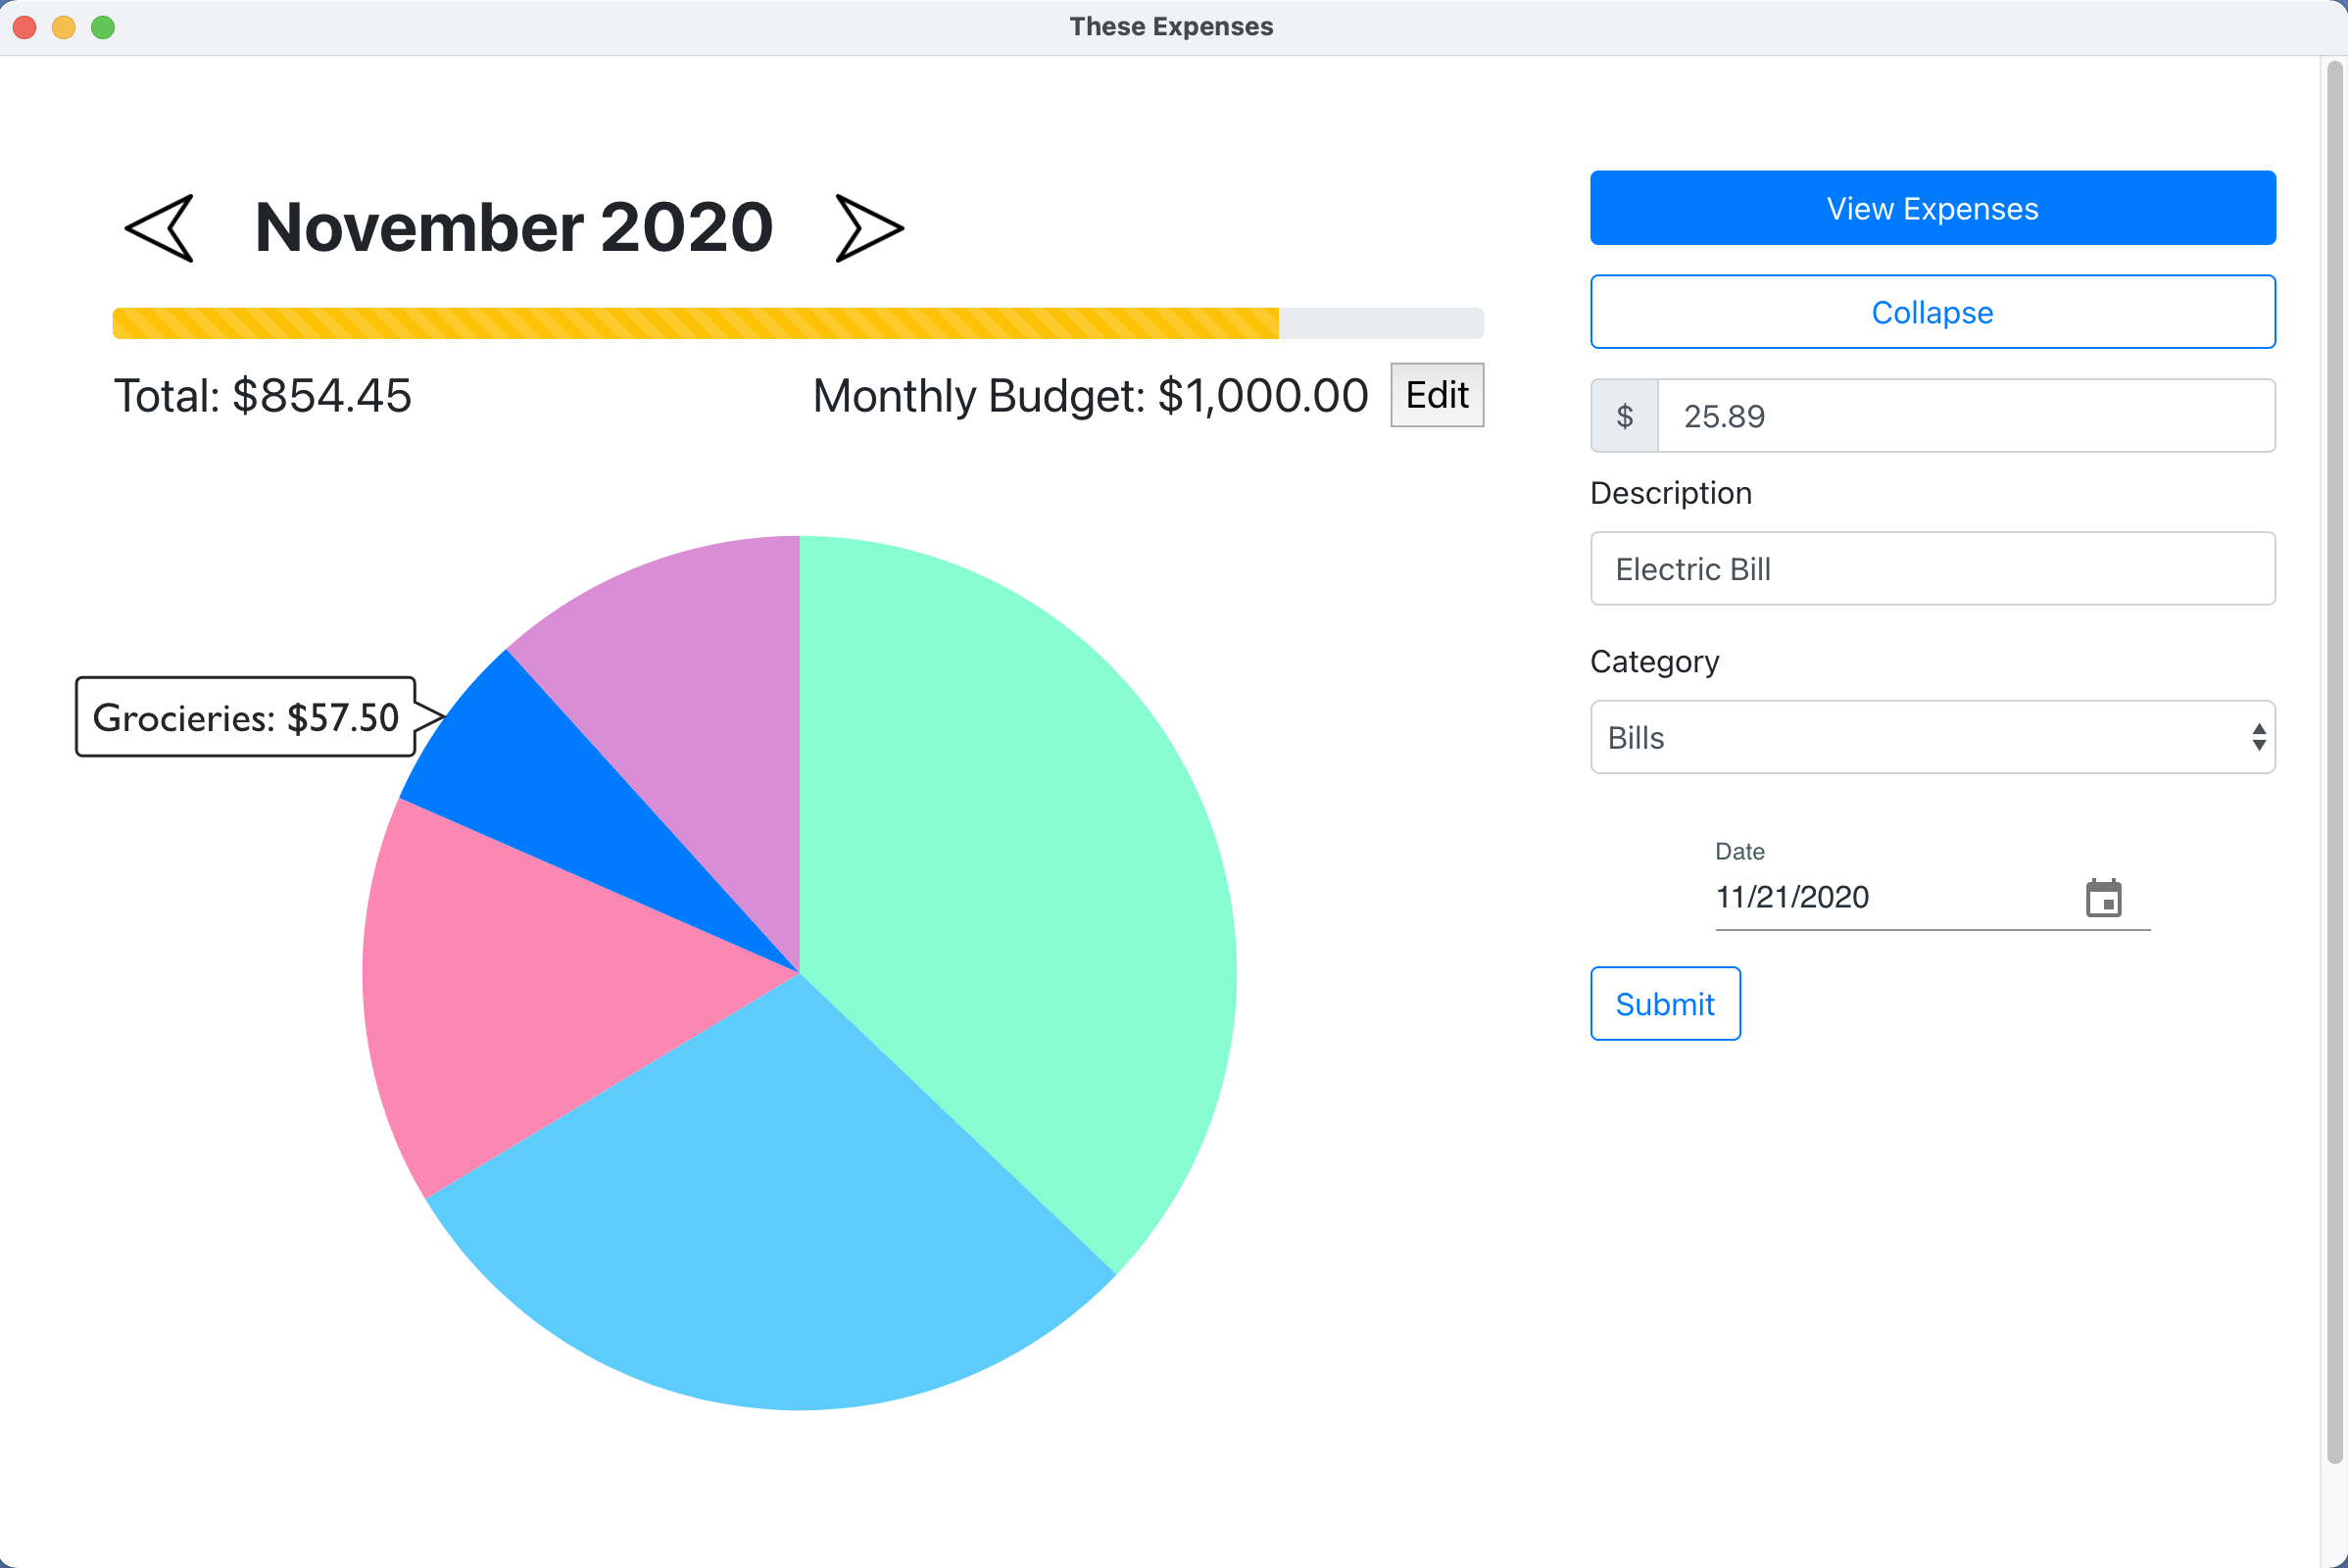 These Expenses
November 2020
Total: $854.45
Monthly Budget: $1,000.00
Edit
Grocieries: $57.50
View Expenses
Collapse
$ 25.89
Description
Electric Bill
Category
Bills
Date
11/21/2020
Submit